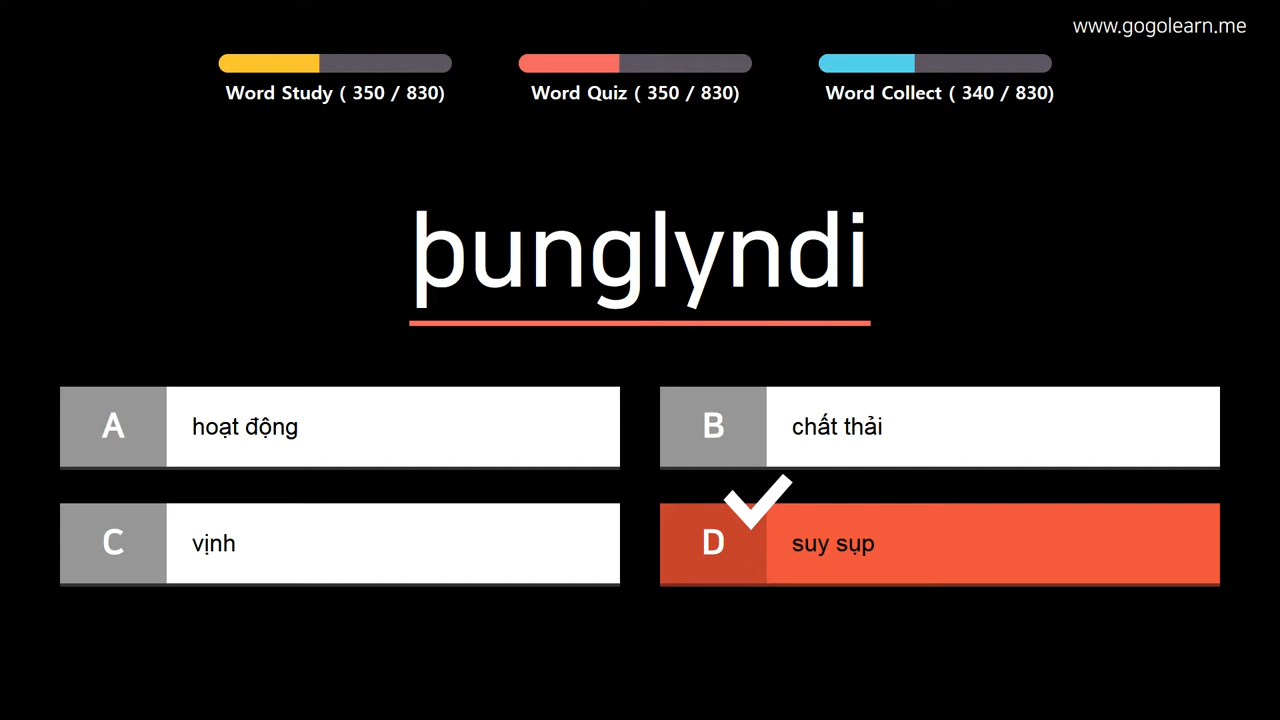 www.gogolearn.me
Word Study ( 350 / 830)
Word Quiz ( 350 / 830)
Word Collect ( 340 / 830)
þunglyndi
A hoạt động
B chất thải
C vịnh
D suy sụp